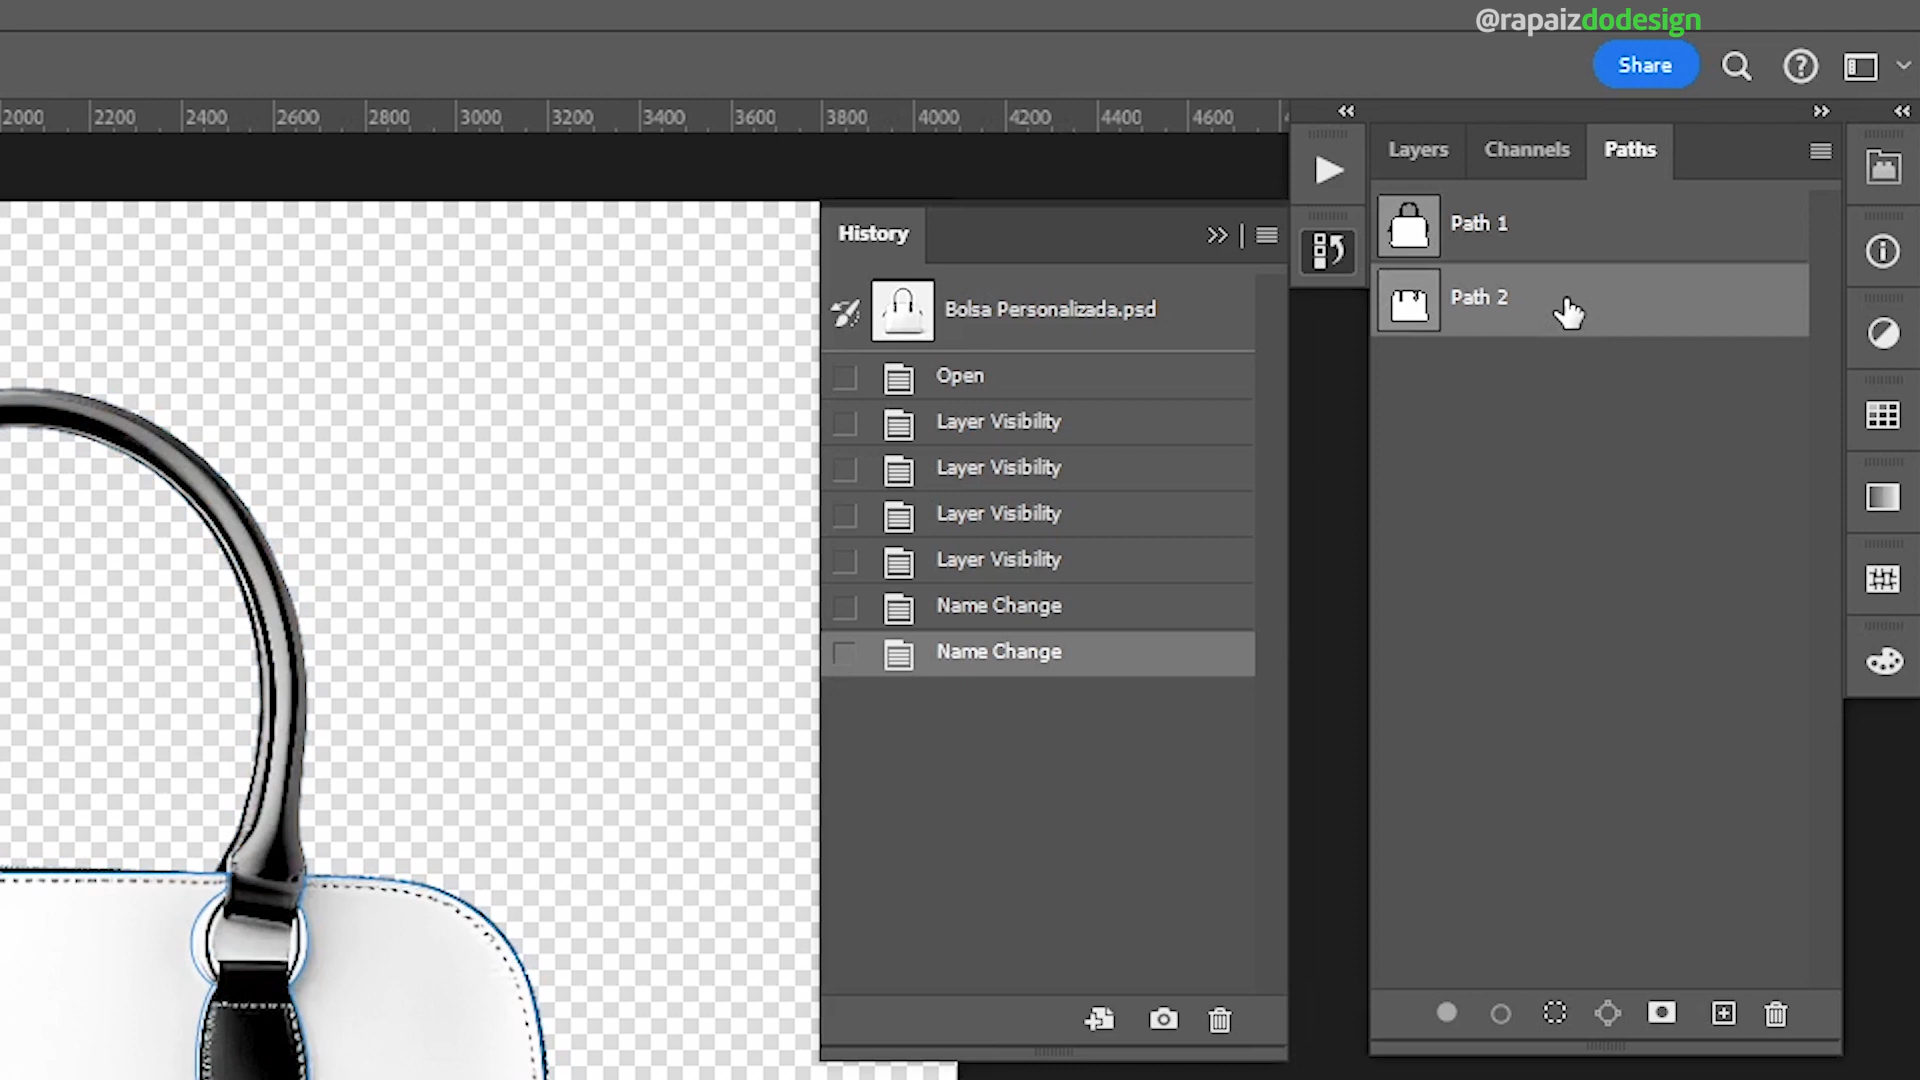 @rapaizdodesign
Share
2000 2200 2400 2600 2800 3000 3200 3400 3600 3800 4000 4200 4400 4600
Layers Channels Paths
Path 1
Path 2
History
Bolsa Personalizada.psd
Open
Layer Visibility
Layer Visibility
Layer Visibility
Layer Visibility
Name Change
Name Change